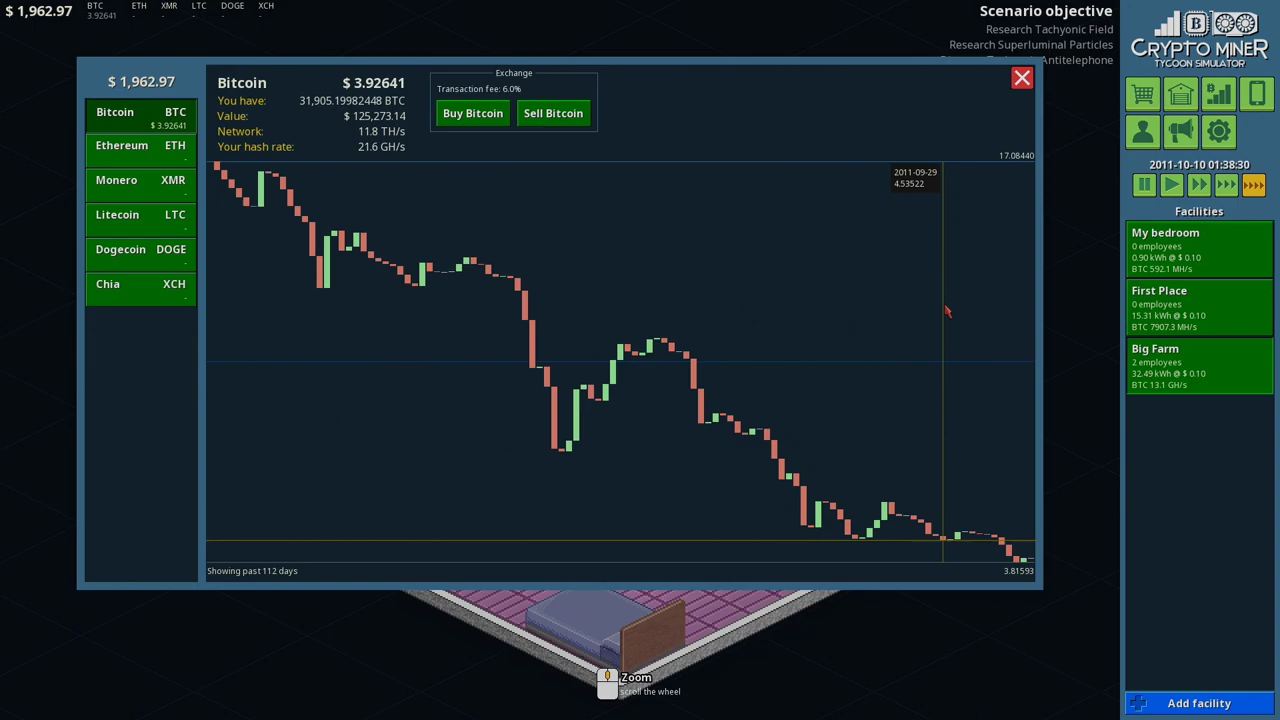 $ 1,962.97
BTC ETH XMR LTC DOGE XCH
3.92641 - - - - -
Scenario objective
Research Tachyonic Field
Research Superluminal Particles
Antitelephone
CRYPTO MINER
TYCOON SIMULATOR
2011-10-10 01:38:30
Facilities
My bedroom
0 employees
0.90 kWh @ $ 0.10
BTC 592.1 MH/s
First Place
0 employees
15.31 kWh @ $ 0.10
BTC 7907.3 MH/s
Big Farm
2 employees
32.49 kWh @ $ 0.10
BTC 13.1 GH/s
Add facility
$ 1,962.97
Bitcoin BTC
$ 3.92641
Ethereum ETH
-
Monero XMR
-
Litecoin LTC
-
Dogecoin DOGE
-
Chia XCH
-
Bitcoin $ 3.92641
You have: 31,905.19982448 BTC
Value: $ 125,273.14
Network: 11.8 TH/s
Your hash rate: 21.6 GH/s
Exchange
Transaction fee: 6.0%
Buy Bitcoin Sell Bitcoin
17.08440
2011-09-29
4.53522
Showing past 112 days 3.81593
Zoom
scroll the wheel